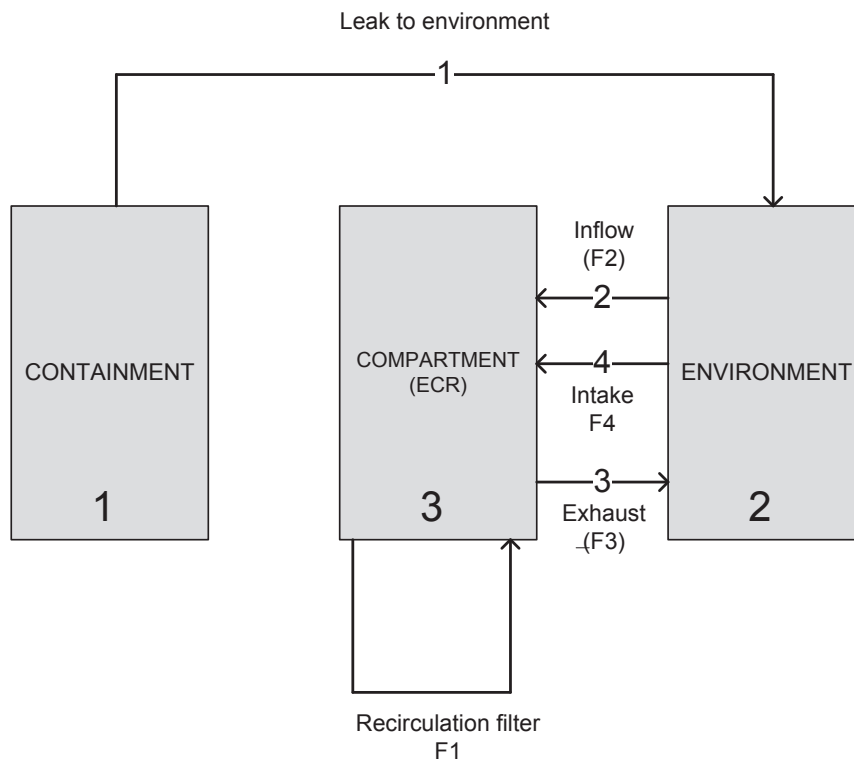 Leak to environment
1
CONTAINMENT
1
COMPARTMENT
(ECR)
3
Inflow
(F2)
2
4
Intake
F4
3
Exhaust
(F3)
ENVIRONMENT
2
Recirculation filter
F1